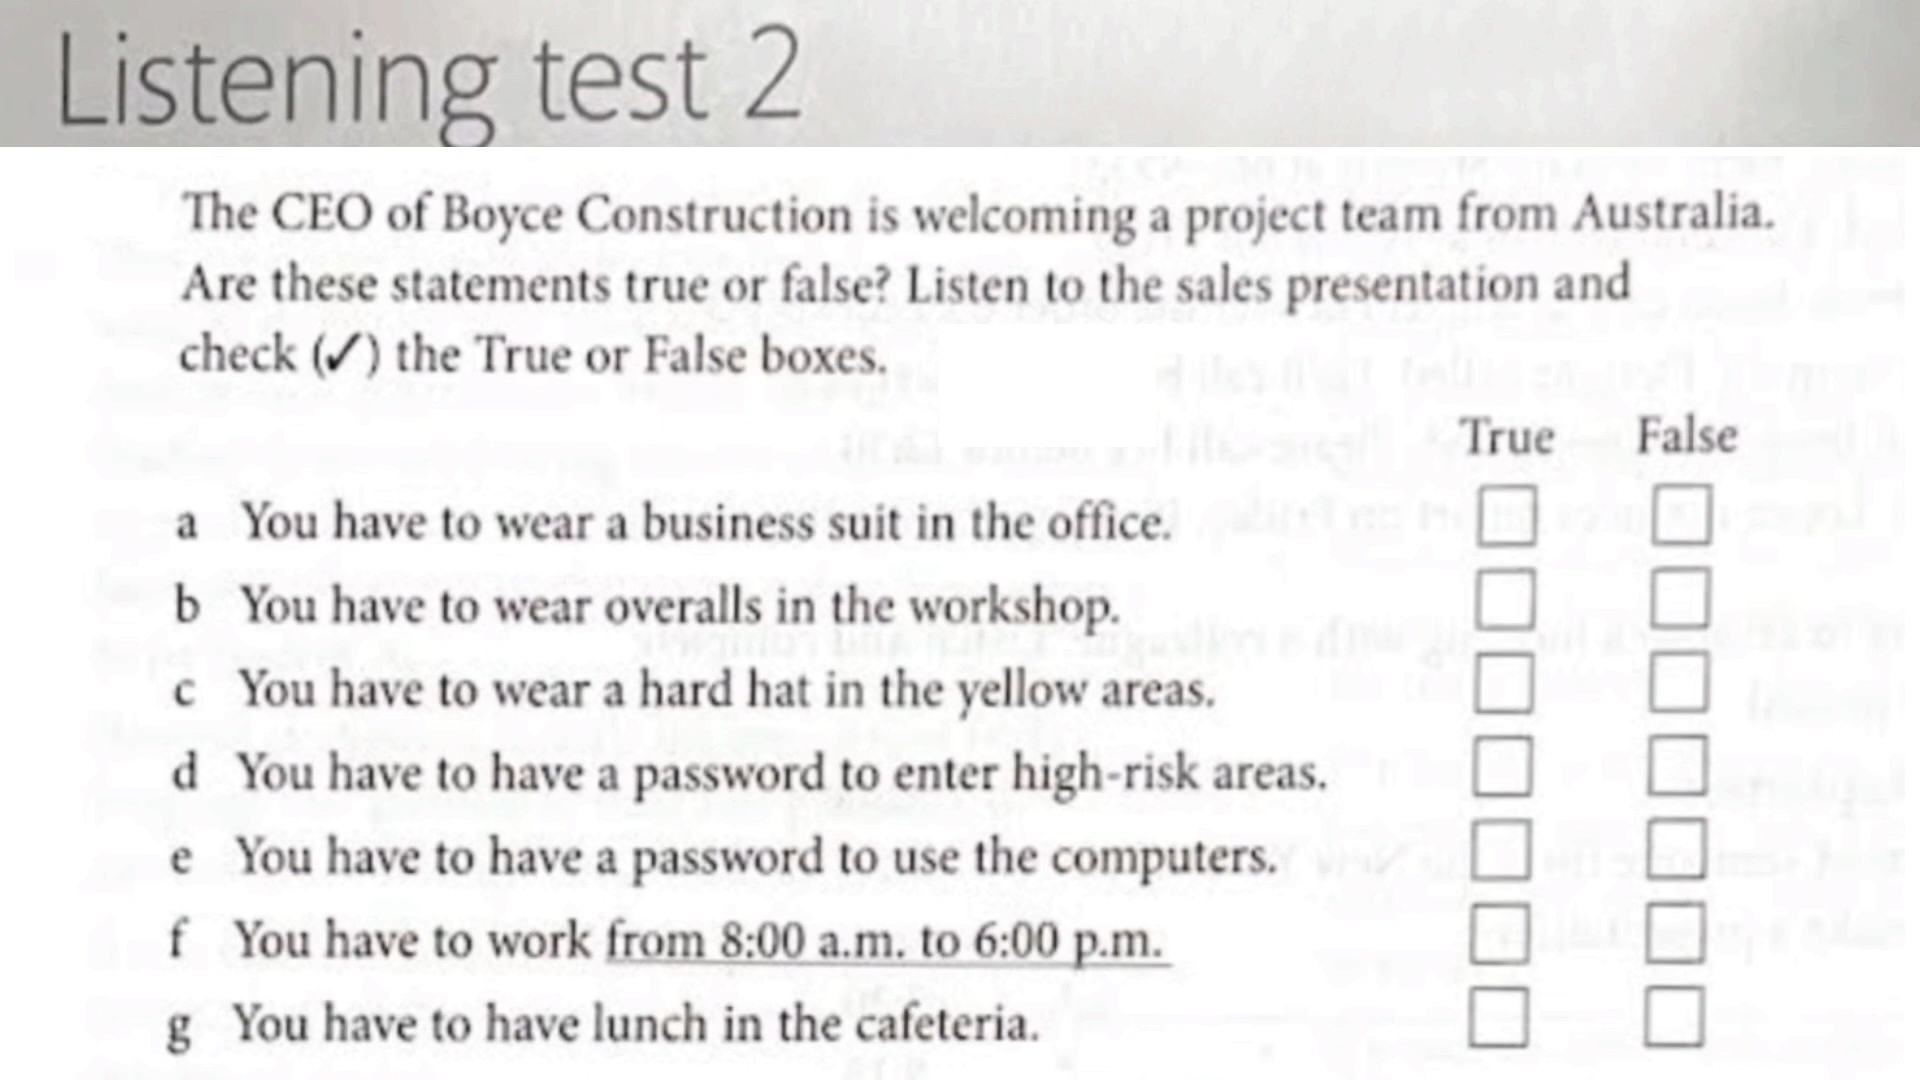 Listening test 2
The CEO of Boyce Construction is welcoming a project team from Australia.
Are these statements true or false? Listen to the sales presentation and
check (✓) the True or False boxes.
True False
a You have to wear a business suit in the office.
b You have to wear overalls in the workshop.
c You have to wear a hard hat in the yellow areas.
d You have to have a password to enter high-risk areas.
e You have to have a password to use the computers.
f You have to work from 8:00 a.m. to 6:00 p.m.
g You have to have lunch in the cafeteria.